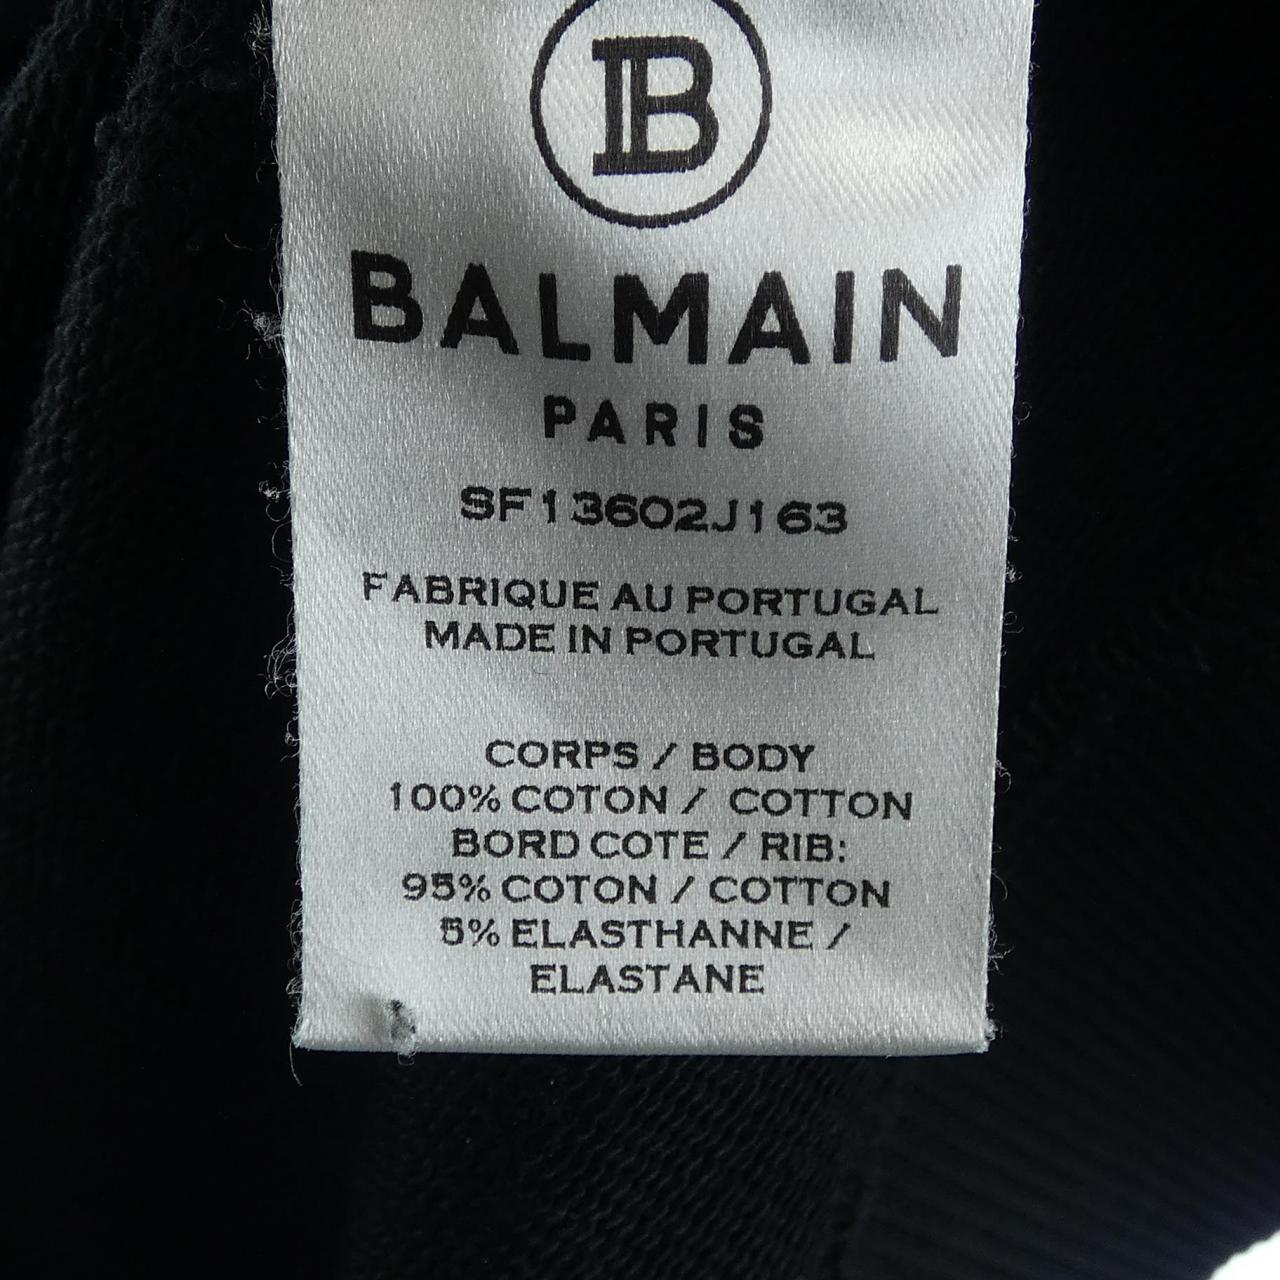 B
BALMAIN
PARIS
SF13602J163
FABRIQUE AU PORTUGAL
MADE IN PORTUGAL
CORPS / BODY
100% COTON / COTTON
BORD COTE / RIB:
95% COTON / COTTON
5% ELASTHANNE /
ELASTANE